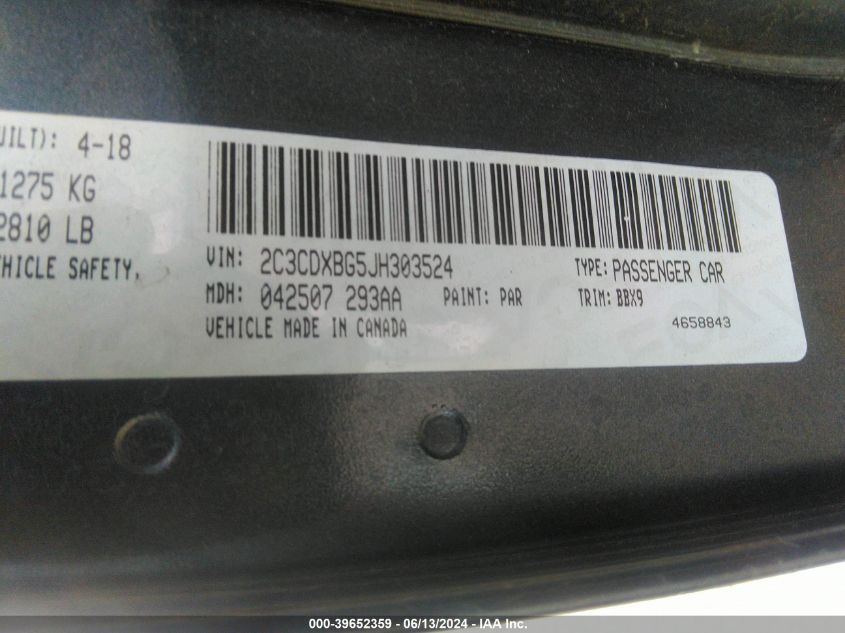 UILT): 4-18
1275 KG
2810 LB
HICLE SAFETY,
VIN: 2C3CDXBG5JH303524 TYPE: PASSENGER CAR
MDH: 042507 293AA PAINT: PAR TRIM: BBX9
VEHICLE MADE IN CANADA 4658843
000-39652359 - 06/13/2024 - IAA Inc.